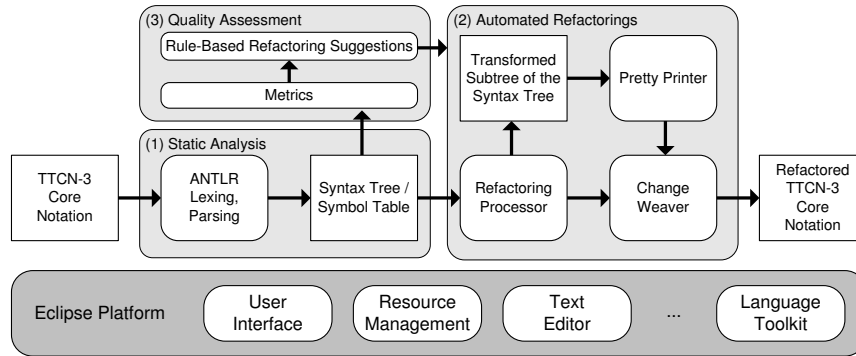 (3) Quality Assessment
Rule-Based Refactoring Suggestions
Metrics
(2) Automated Refactorings
Transformed
Subtree of the
Syntax Tree
Pretty Printer
(1) Static Analysis
TTCN-3
Core
Notation
ANTLR
Lexing,
Parsing
Syntax Tree /
Symbol Table
Refactoring
Processor
Change
Weaver
Refactored
TTCN-3
Core
Notation
Eclipse Platform
User
Interface
Resource
Management
Text
Editor
...
Language
Toolkit